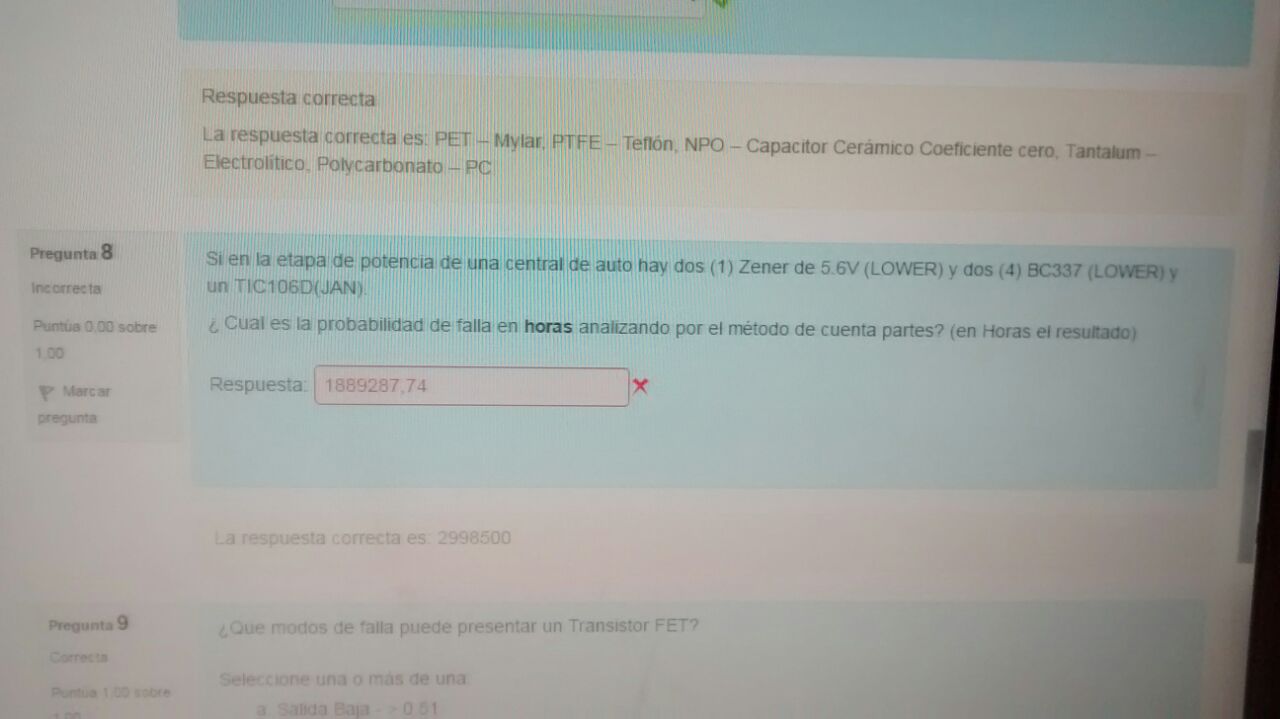 Respuesta correcta
La respuesta correcta es: PET – Mylar, PTFE – Teflón, NPO – Capacitor Cerámico Coeficiente cero, Tantalum –
Electrolítico, Polycarbonato – PC
Pregunta 8
Incorrecta
Puntúa 0,00 sobre
1,00
Marcar
pregunta
Si en la etapa de potencia de una central de auto hay dos (1) Zener de 5.6V (LOWER) y dos (4) BC337 (LOWER) y
un TIC106D(JAN).
¿ Cual es la probabilidad de falla en horas analizando por el método de cuenta partes? (en Horas el resultado)
Respuesta: 1889287,74
La respuesta correcta es: 2998500
Pregunta 9
Correcta
Puntúa 1,00 sobre
1,00
¿Que modos de falla puede presentar un Transistor FET?
Seleccione una o más de una:
a. Salida Baja - > 0.51